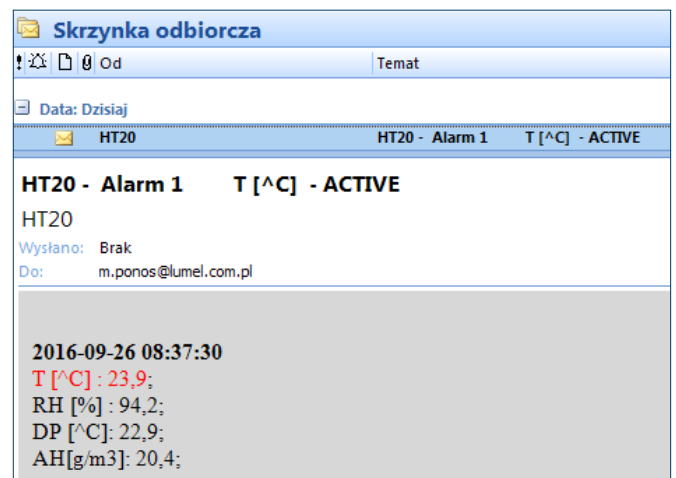 Skrzynka odbiorcza
! Od Temat
Data: Dzisiaj
HT20 HT20 - Alarm 1 T [^C] - ACTIVE
HT20 - Alarm 1 T [^C] - ACTIVE
HT20
Wysłano: Brak
Do: m.ponos@lumel.com.pl
2016-09-26 08:37:30
T [^C] : 23,9;
RH [%] : 94,2;
DP [^C]: 22,9;
AH[g/m3]: 20,4;